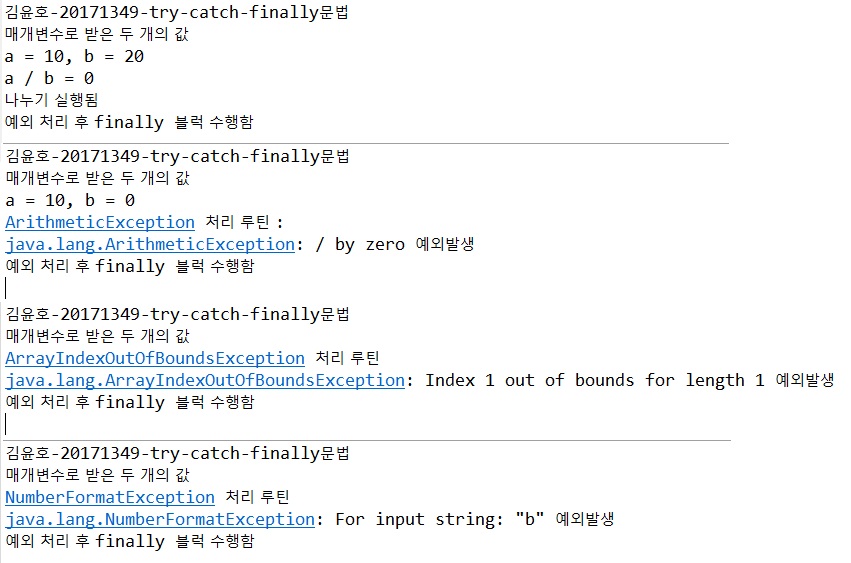 김윤호-20171349-try-catch-finally문법
매개변수로 받은 두 개의 값
a = 10, b = 20
a / b = 0
나누기 실행됨
예외 처리 후 finally 블럭 수행함
김윤호-20171349-try-catch-finally문법
매개변수로 받은 두 개의 값
a = 10, b = 0
ArithmeticException 처리 루틴 :
java.lang.ArithmeticException: / by zero 예외발생
예외 처리 후 finally 블럭 수행함
김윤호-20171349-try-catch-finally문법
매개변수로 받은 두 개의 값
ArrayIndexOutOfBoundsException 처리 루틴
java.lang.ArrayIndexOutOfBoundsException: Index 1 out of bounds for length 1 예외발생
예외 처리 후 finally 블럭 수행함
김윤호-20171349-try-catch-finally문법
매개변수로 받은 두 개의 값
NumberFormatException 처리 루틴
java.lang.NumberFormatException: For input string: "b" 예외발생
예외 처리 후 finally 블럭 수행함